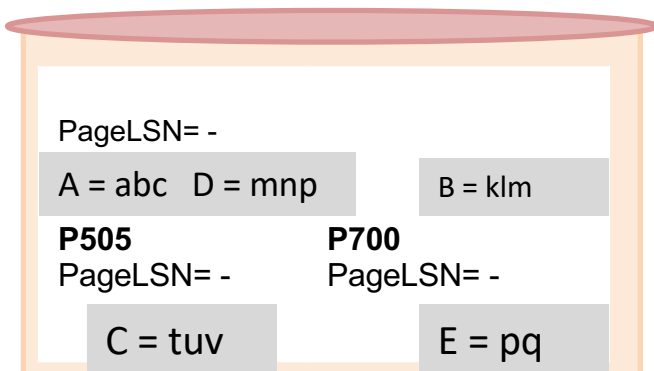 PageLSN= -
A = abc D = mnp B = klm
P505 P700
PageLSN= - PageLSN= -
C = tuv E = pq